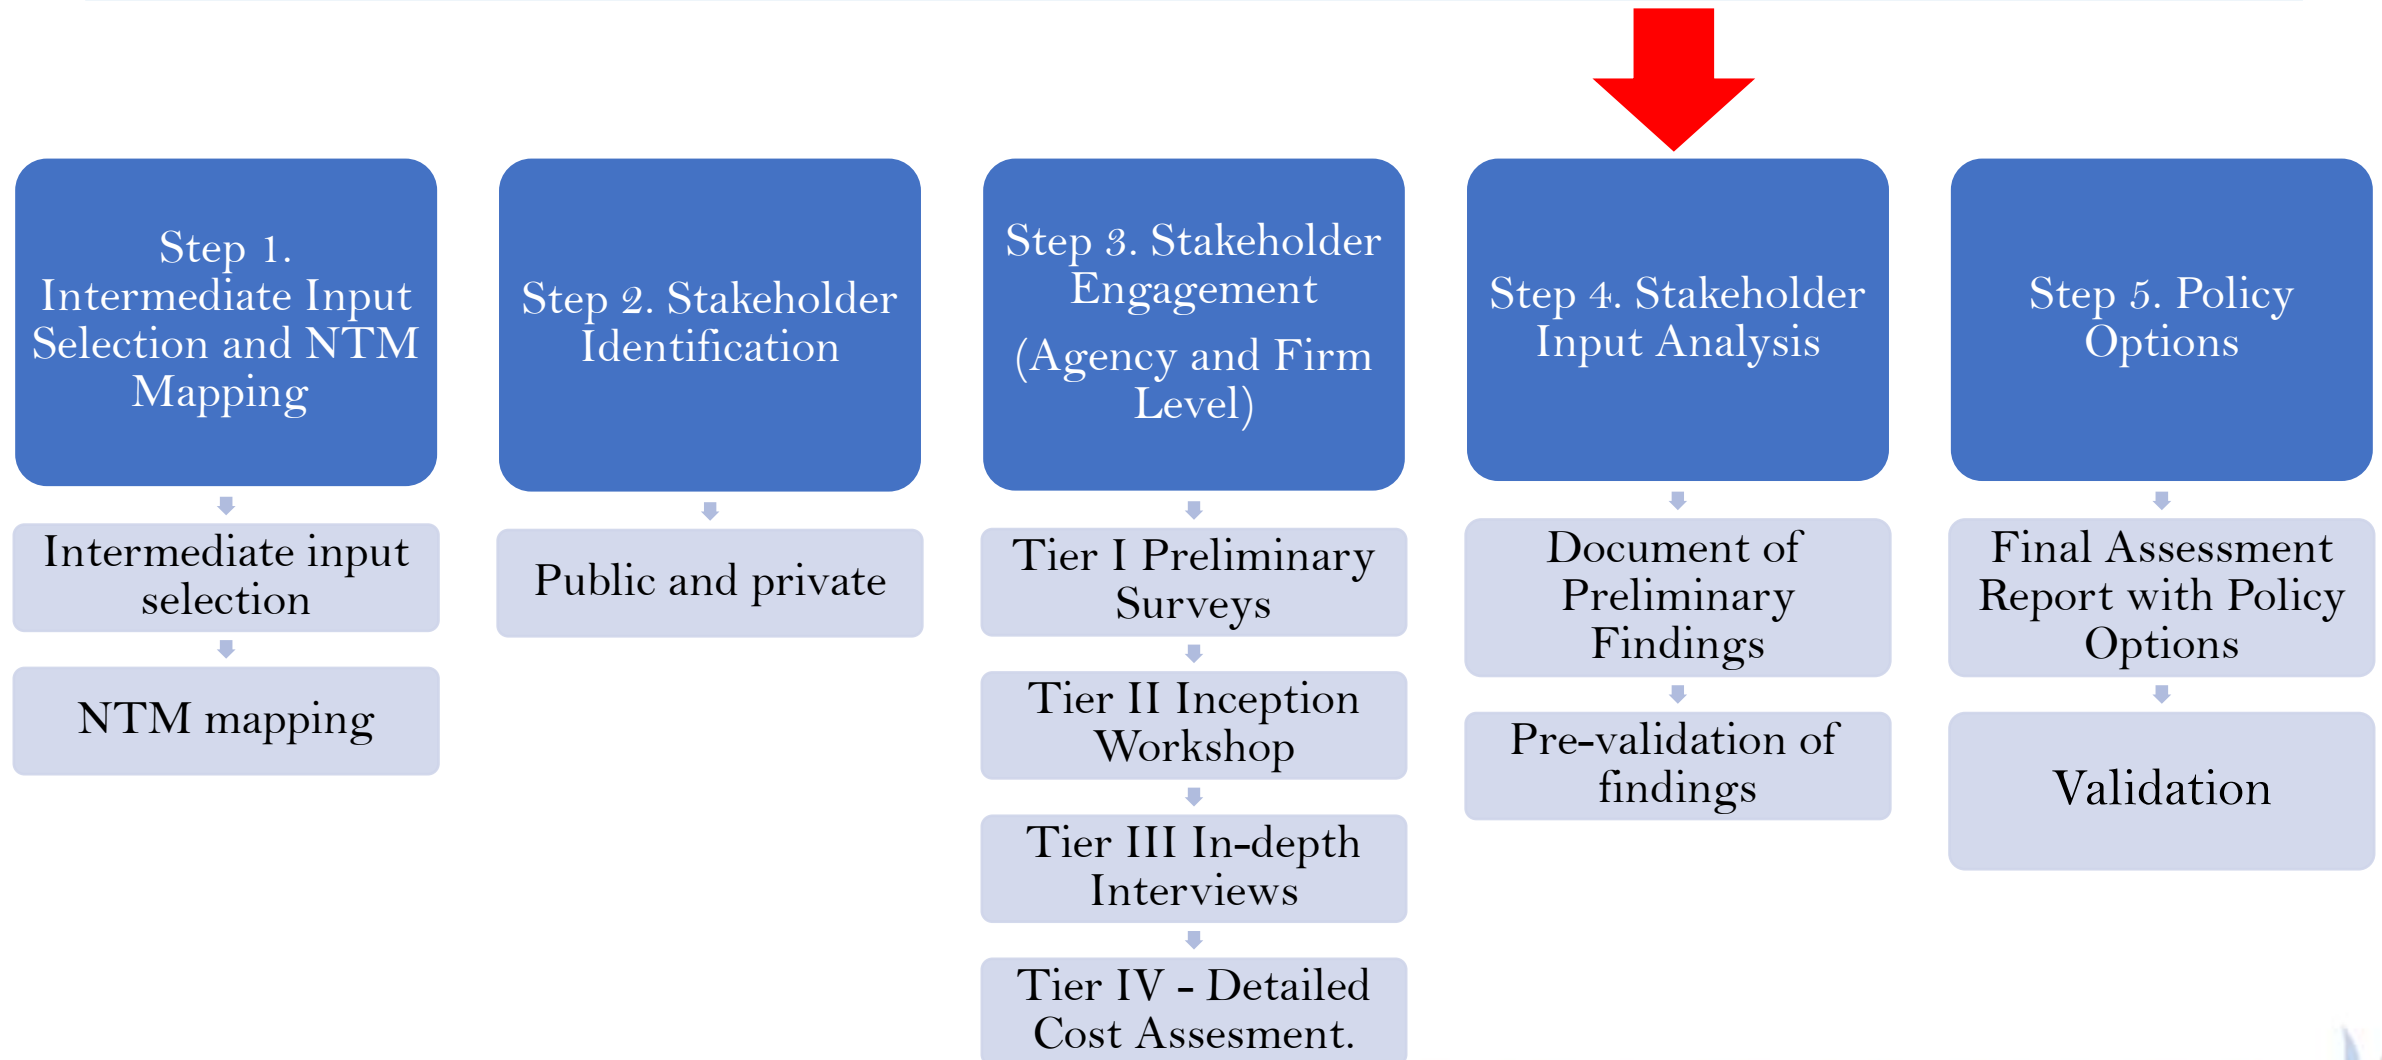 Step 1.
Intermediate Input
Selection and NTM
Mapping
Intermediate input
selection
NTM mapping
Step 2. Stakeholder
Identification
Public and private
Step 3. Stakeholder
Engagement
(Agency and Firm
Level)
Tier I Preliminary
Surveys
Tier II Inception
Workshop
Tier III In-depth
Interviews
Tier IV - Detailed
Cost Assesment.
Step 4. Stakeholder
Input Analysis
Document of
Preliminary
Findings
Pre-validation of
findings
Step 5. Policy
Options
Final Assessment
Report with Policy
Options
Validation